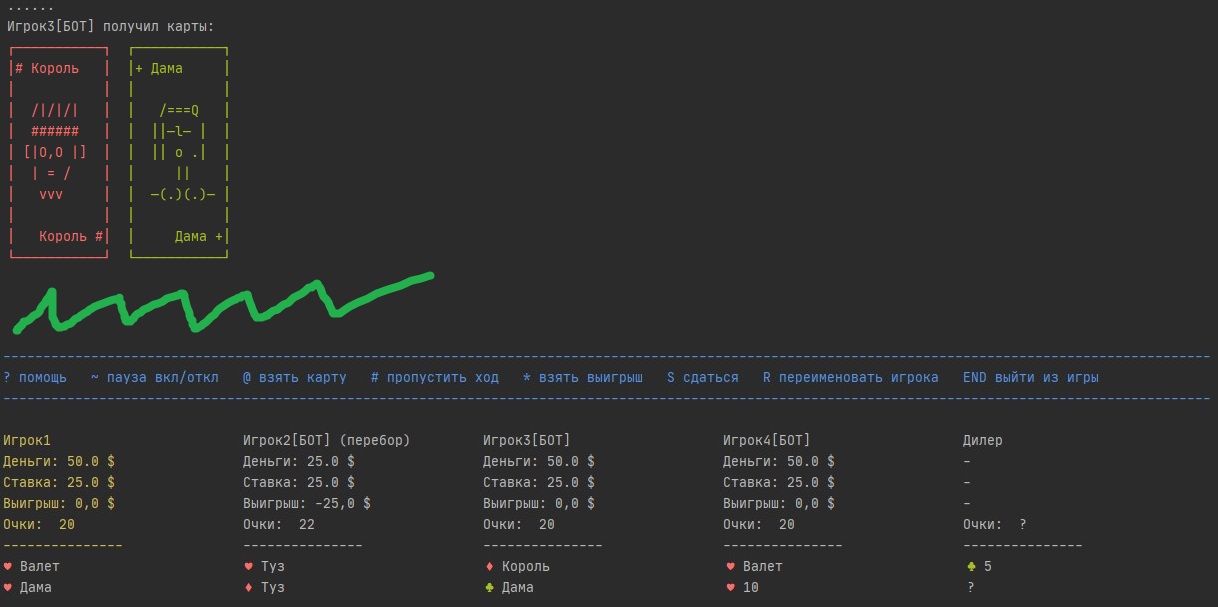 ......
Игрок3[БОТ] получил карты:
# Король + Дама
/|/|/| /===Q
###### ||—l— |
[|O,O |] || o .|
| = / ||
vvv —(.)(.)—
Король # Дама +
? помощь ~ пауза вкл/откл @ взять карту # пропустить ход * взять выигрыш S сдаться R переименовать игрока END выйти из игры
Игрок1 Игрок2[БОТ] (перебор) Игрок3[БОТ] Игрок4[БОТ] Дилер
Деньги: 50.0 $ Деньги: 25.0 $ Деньги: 50.0 $ Деньги: 50.0 $ –
Ставка: 25.0 $ Ставка: 25.0 $ Ставка: 25.0 $ Ставка: 25.0 $ –
Выигрыш: 0,0 $ Выигрыш: -25,0 $ Выигрыш: 0,0 $ Выигрыш: 0,0 $ –
Очки: 20 Очки: 22 Очки: 20 Очки: 20 Очки: ?
--------------- --------------- --------------- --------------- ---------------
♥ Валет ♥ Туз ♦ Король ♥ Валет ♣ 5
♥ Дама ♦ Туз ♣ Дама ♥ 10 ?